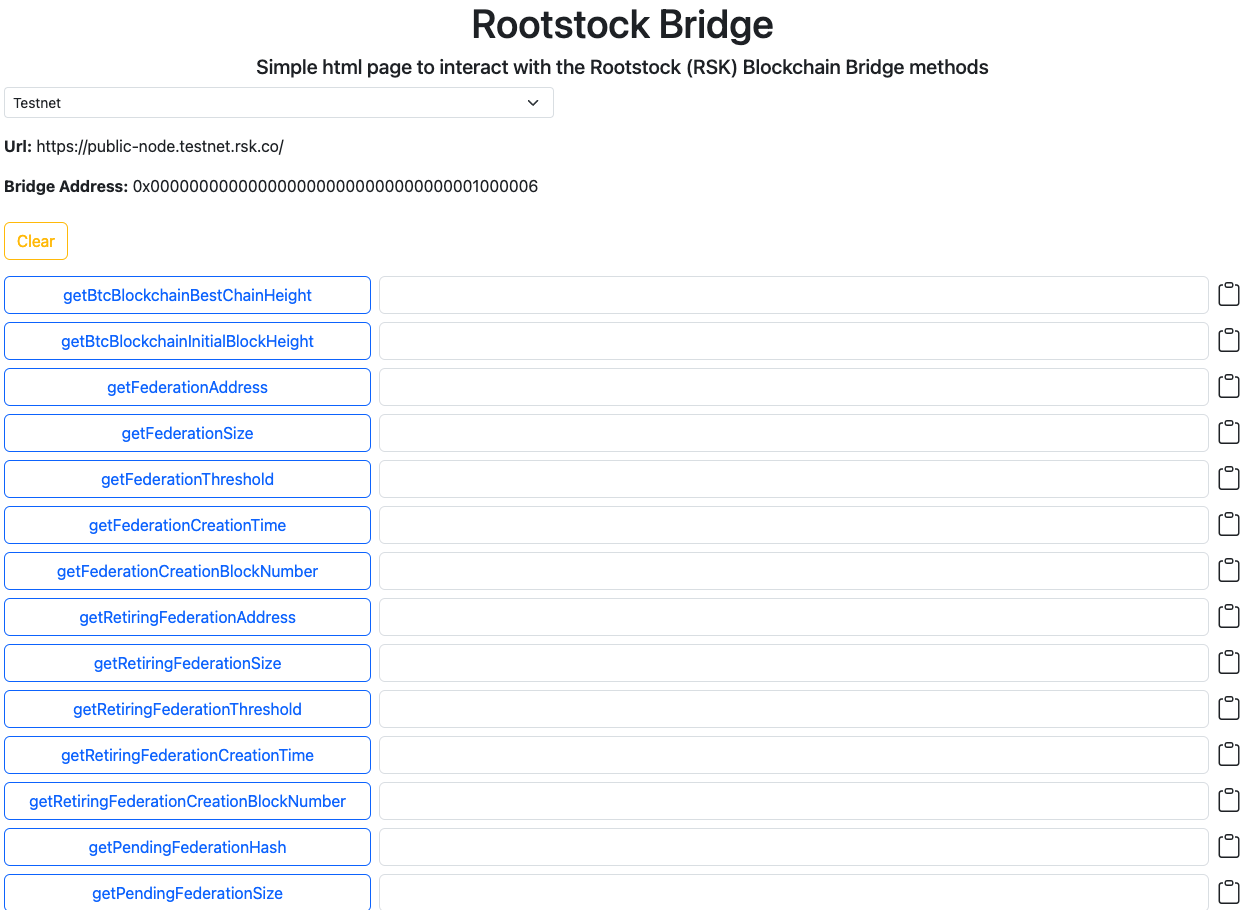 Rootstock Bridge
Simple html page to interact with the Rootstock (RSK) Blockchain Bridge methods
Testnet
Url: https://public-node.testnet.rsk.co/
Bridge Address: 0x0000000000000000000000000000000001000006
Clear
getBtcBlockchainBestChainHeight
getBtcBlockchainInitialBlockHeight
getFederationAddress
getFederationSize
getFederationThreshold
getFederationCreationTime
getFederationCreationBlockNumber
getRetiringFederationAddress
getRetiringFederationSize
getRetiringFederationThreshold
getRetiringFederationCreationTime
getRetiringFederationCreationBlockNumber
getPendingFederationHash
getPendingFederationSize